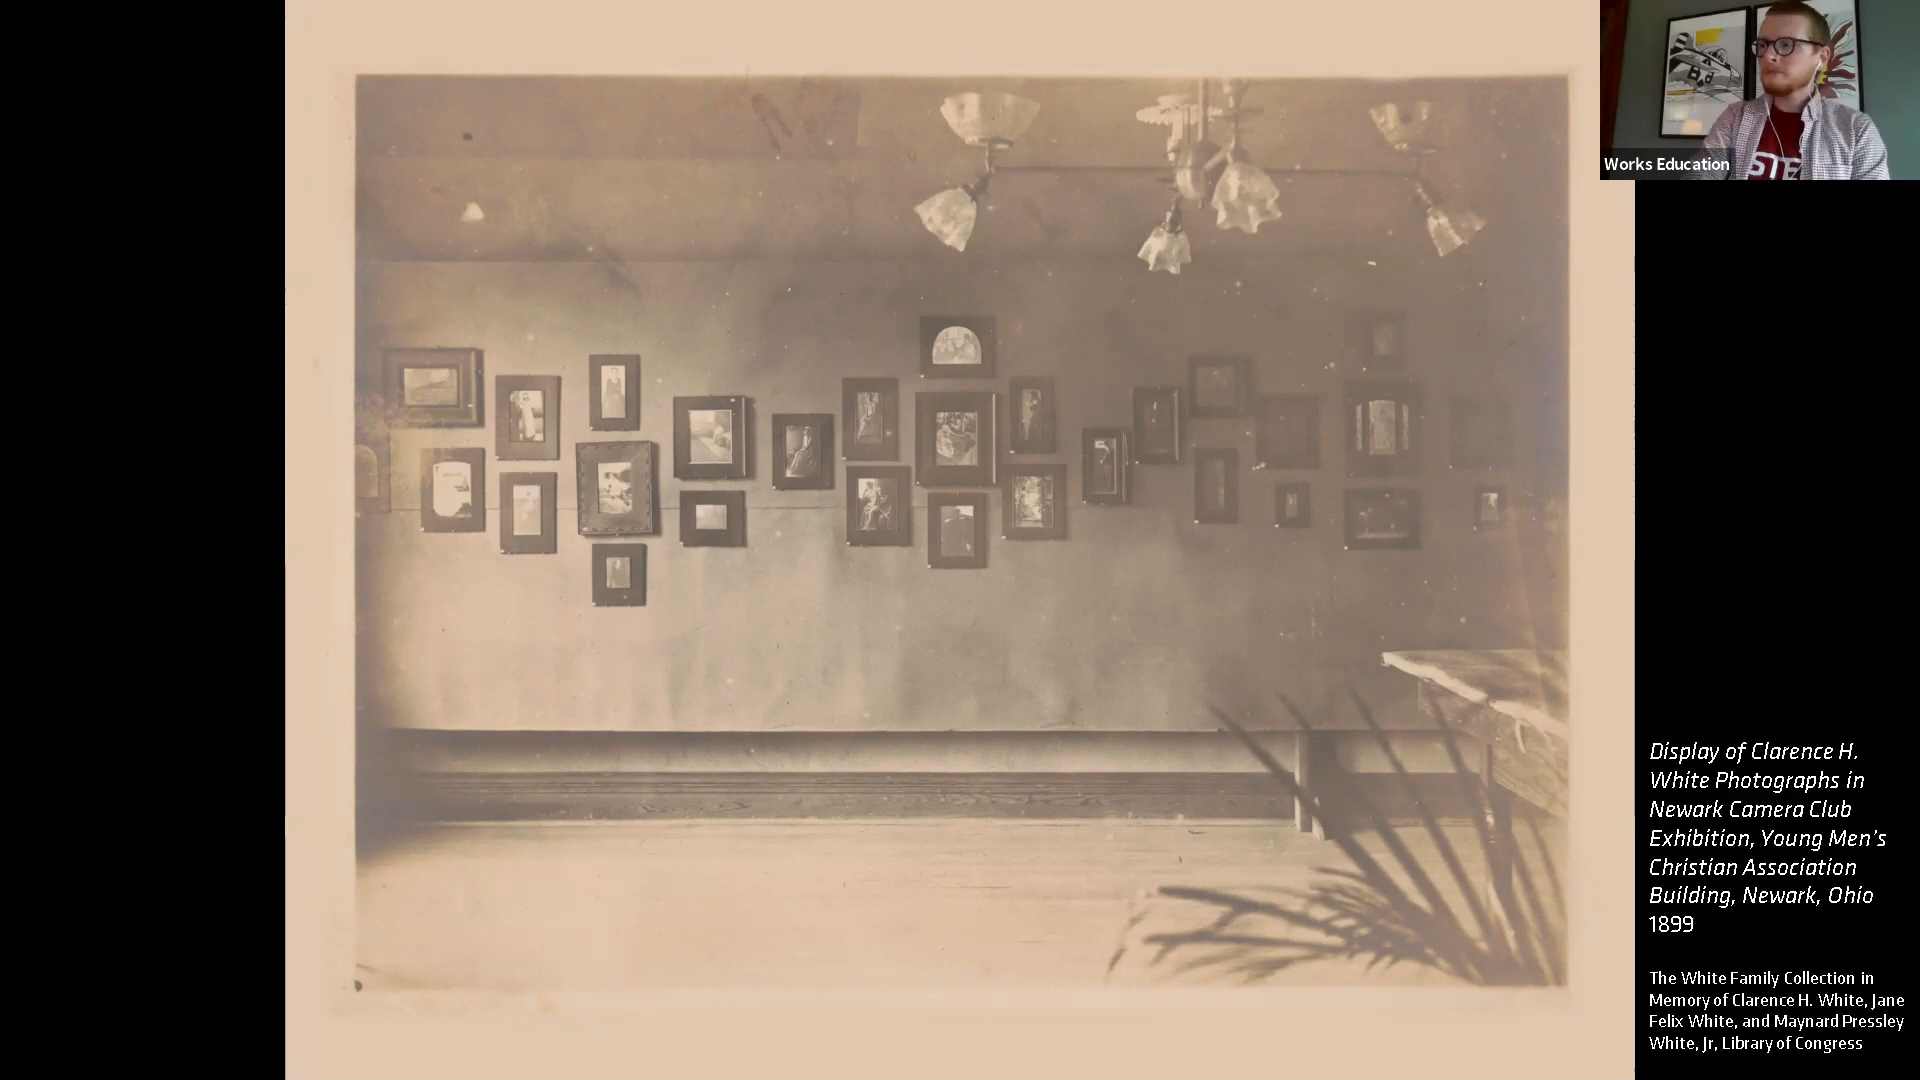 Works Education
STE
Display of Clarence H.
White Photographs in
Newark Camera Club
Exhibition, Young Men's
Christian Association
Building, Newark, Ohio
1899
The White Family Collection in
Memory of Clarence H. White, Jane
Felix White, and Maynard Pressley
White, Jr, Library of Congress